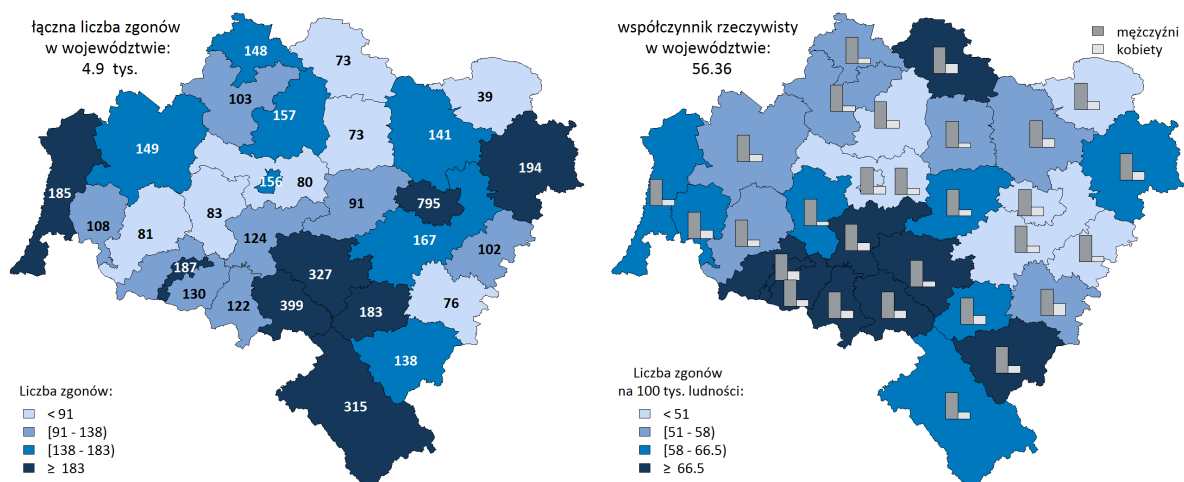 łączna liczba zgonów
w województwie:
4.9 tys.
148
73
39
103
157
73
141
149
194
185
156
80
91
795
83
108
81
124
167
102
187
327
130
122
399
183
76
138
315
Liczba zgonów:
< 91
[91 - 138)
[138 - 183)
≥ 183
współczynnik rzeczywisty
w województwie:
56.36
mężczyźni
kobiety
Liczba zgonów
na 100 tys. ludności:
< 51
[51 - 58)
[58 - 66.5)
≥ 66.5